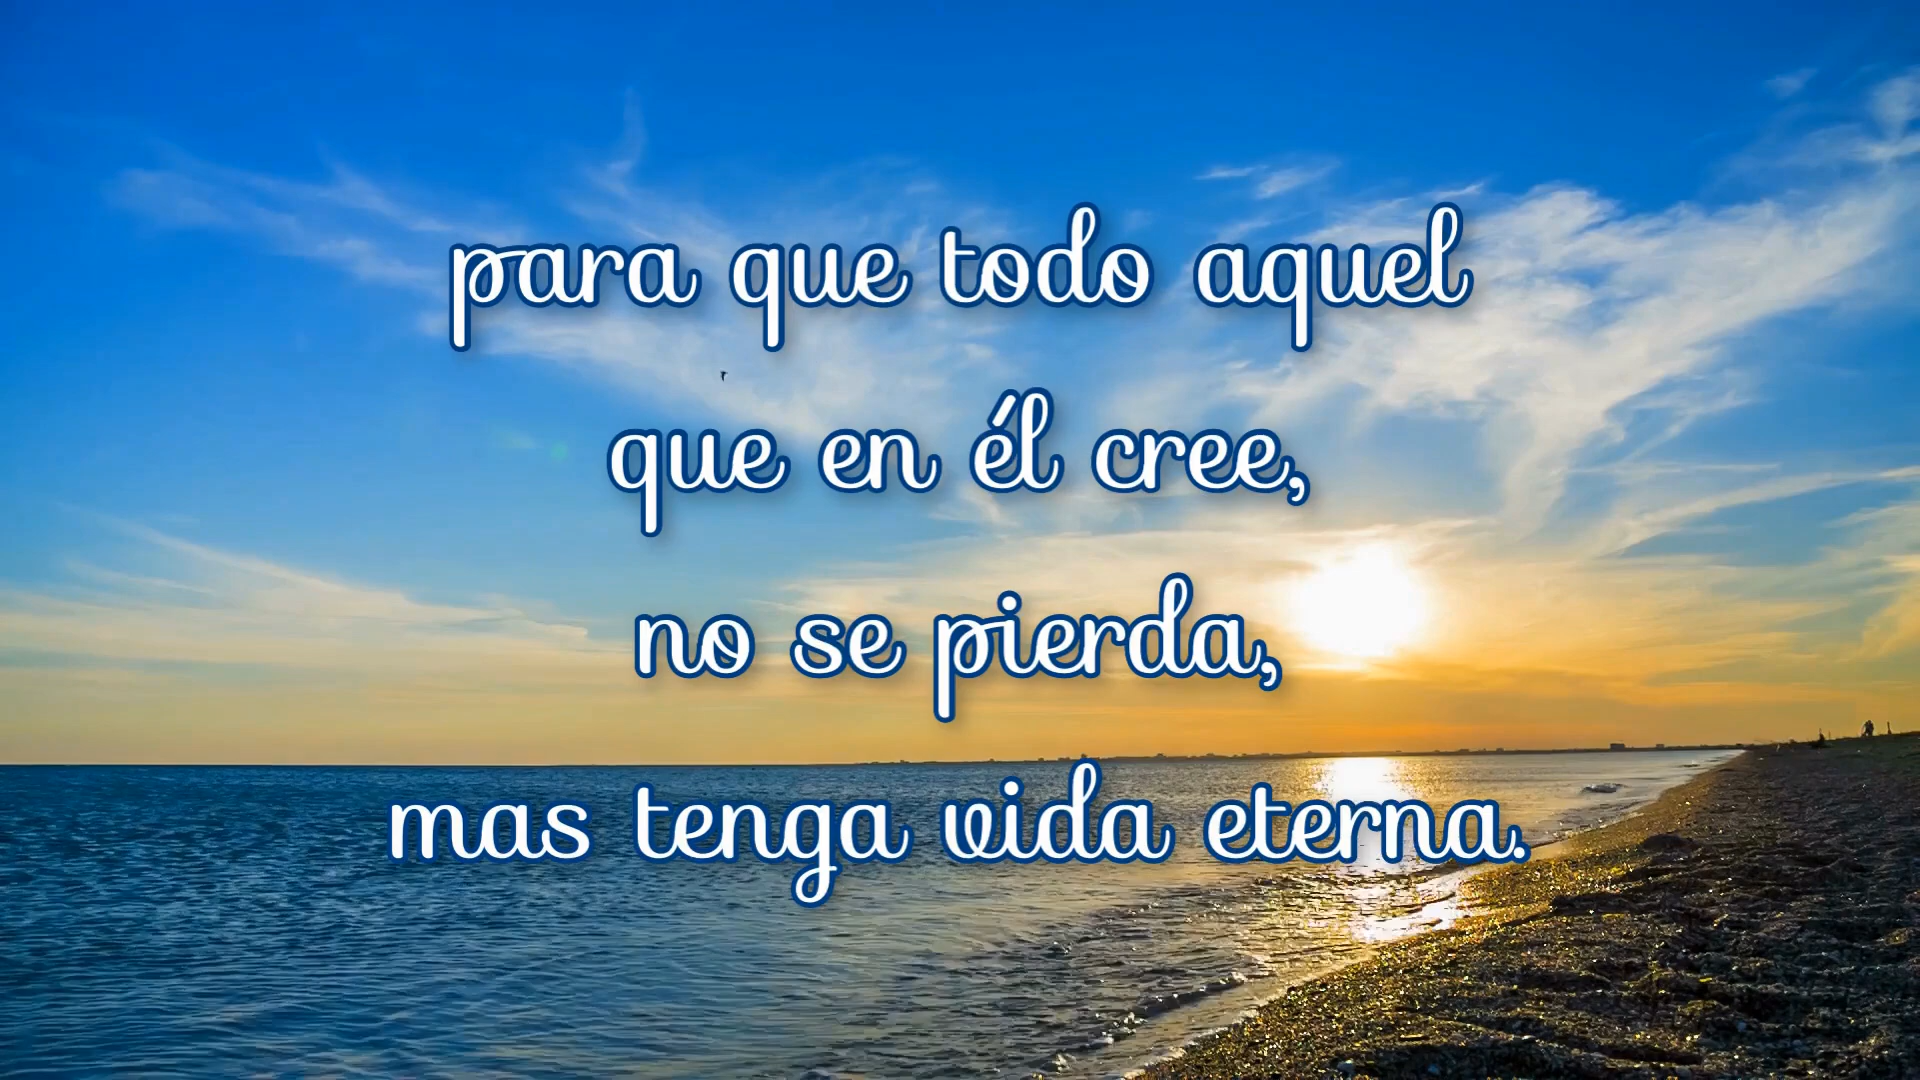 para que todo aquel
que en él cree,
no se pierda,
mas tenga vida eterna.